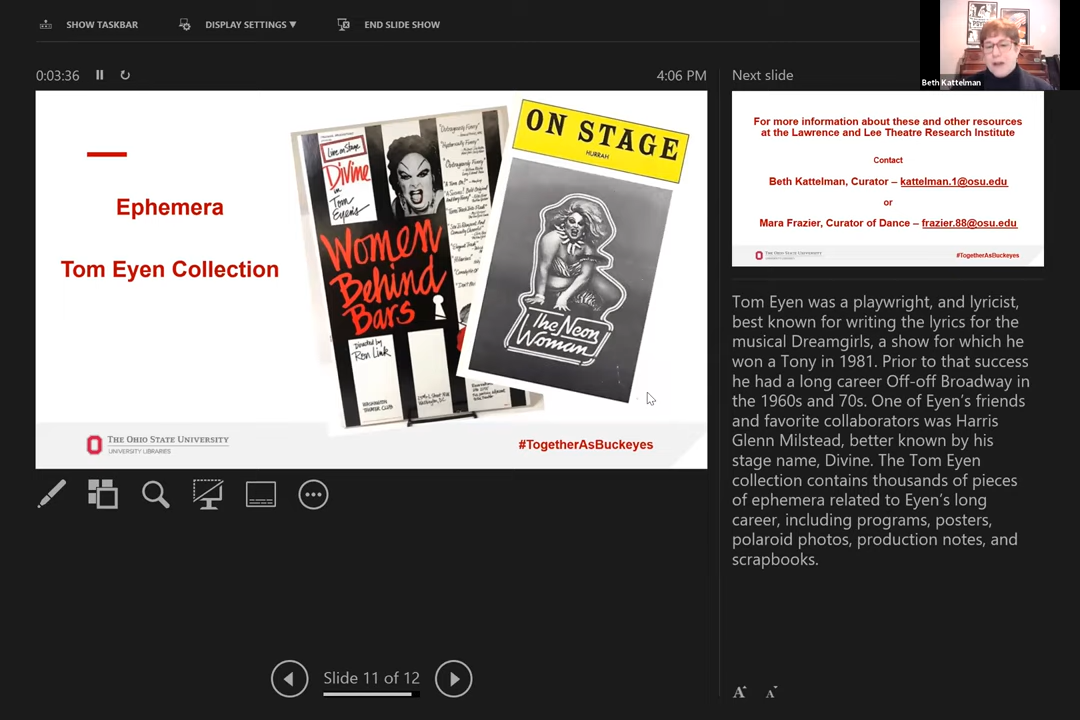 SHOW TASKBAR
DISPLAY SETTINGS ▼
END SLIDE SHOW
Beth Kattelman
0:03:36
4:06 PM
Next slide
Ephemera
Tom Eyen Collection
Live on Stage
Divine
in
Tom
Eyen's
Women
Behind
Bars
Directed by
Ron Link
ON STAGE
HURRAH
The Neon
Woman
THE OHIO STATE UNIVERSITY
UNIVERSITY LIBRARIES
#TogetherAsBuckeyes
For more information about these and other resources
at the Lawrence and Lee Theatre Research Institute
Contact
Beth Kattelman, Curator – kattelman.1@osu.edu
or
Mara Frazier, Curator of Dance – frazier.88@osu.edu
THE OHIO STATE UNIVERSITY
UNIVERSITY LIBRARIES
#TogetherAsBuckeyes
Tom Eyen was a playwright, and lyricist,
best known for writing the lyrics for the
musical Dreamgirls, a show for which he
won a Tony in 1981. Prior to that success
he had a long career Off-off Broadway in
the 1960s and 70s. One of Eyen's friends
and favorite collaborators was Harris
Glenn Milstead, better known by his
stage name, Divine. The Tom Eyen
collection contains thousands of pieces
of ephemera related to Eyen's long
career, including programs, posters,
polaroid photos, production notes, and
scrapbooks.
Slide 11 of 12
A A